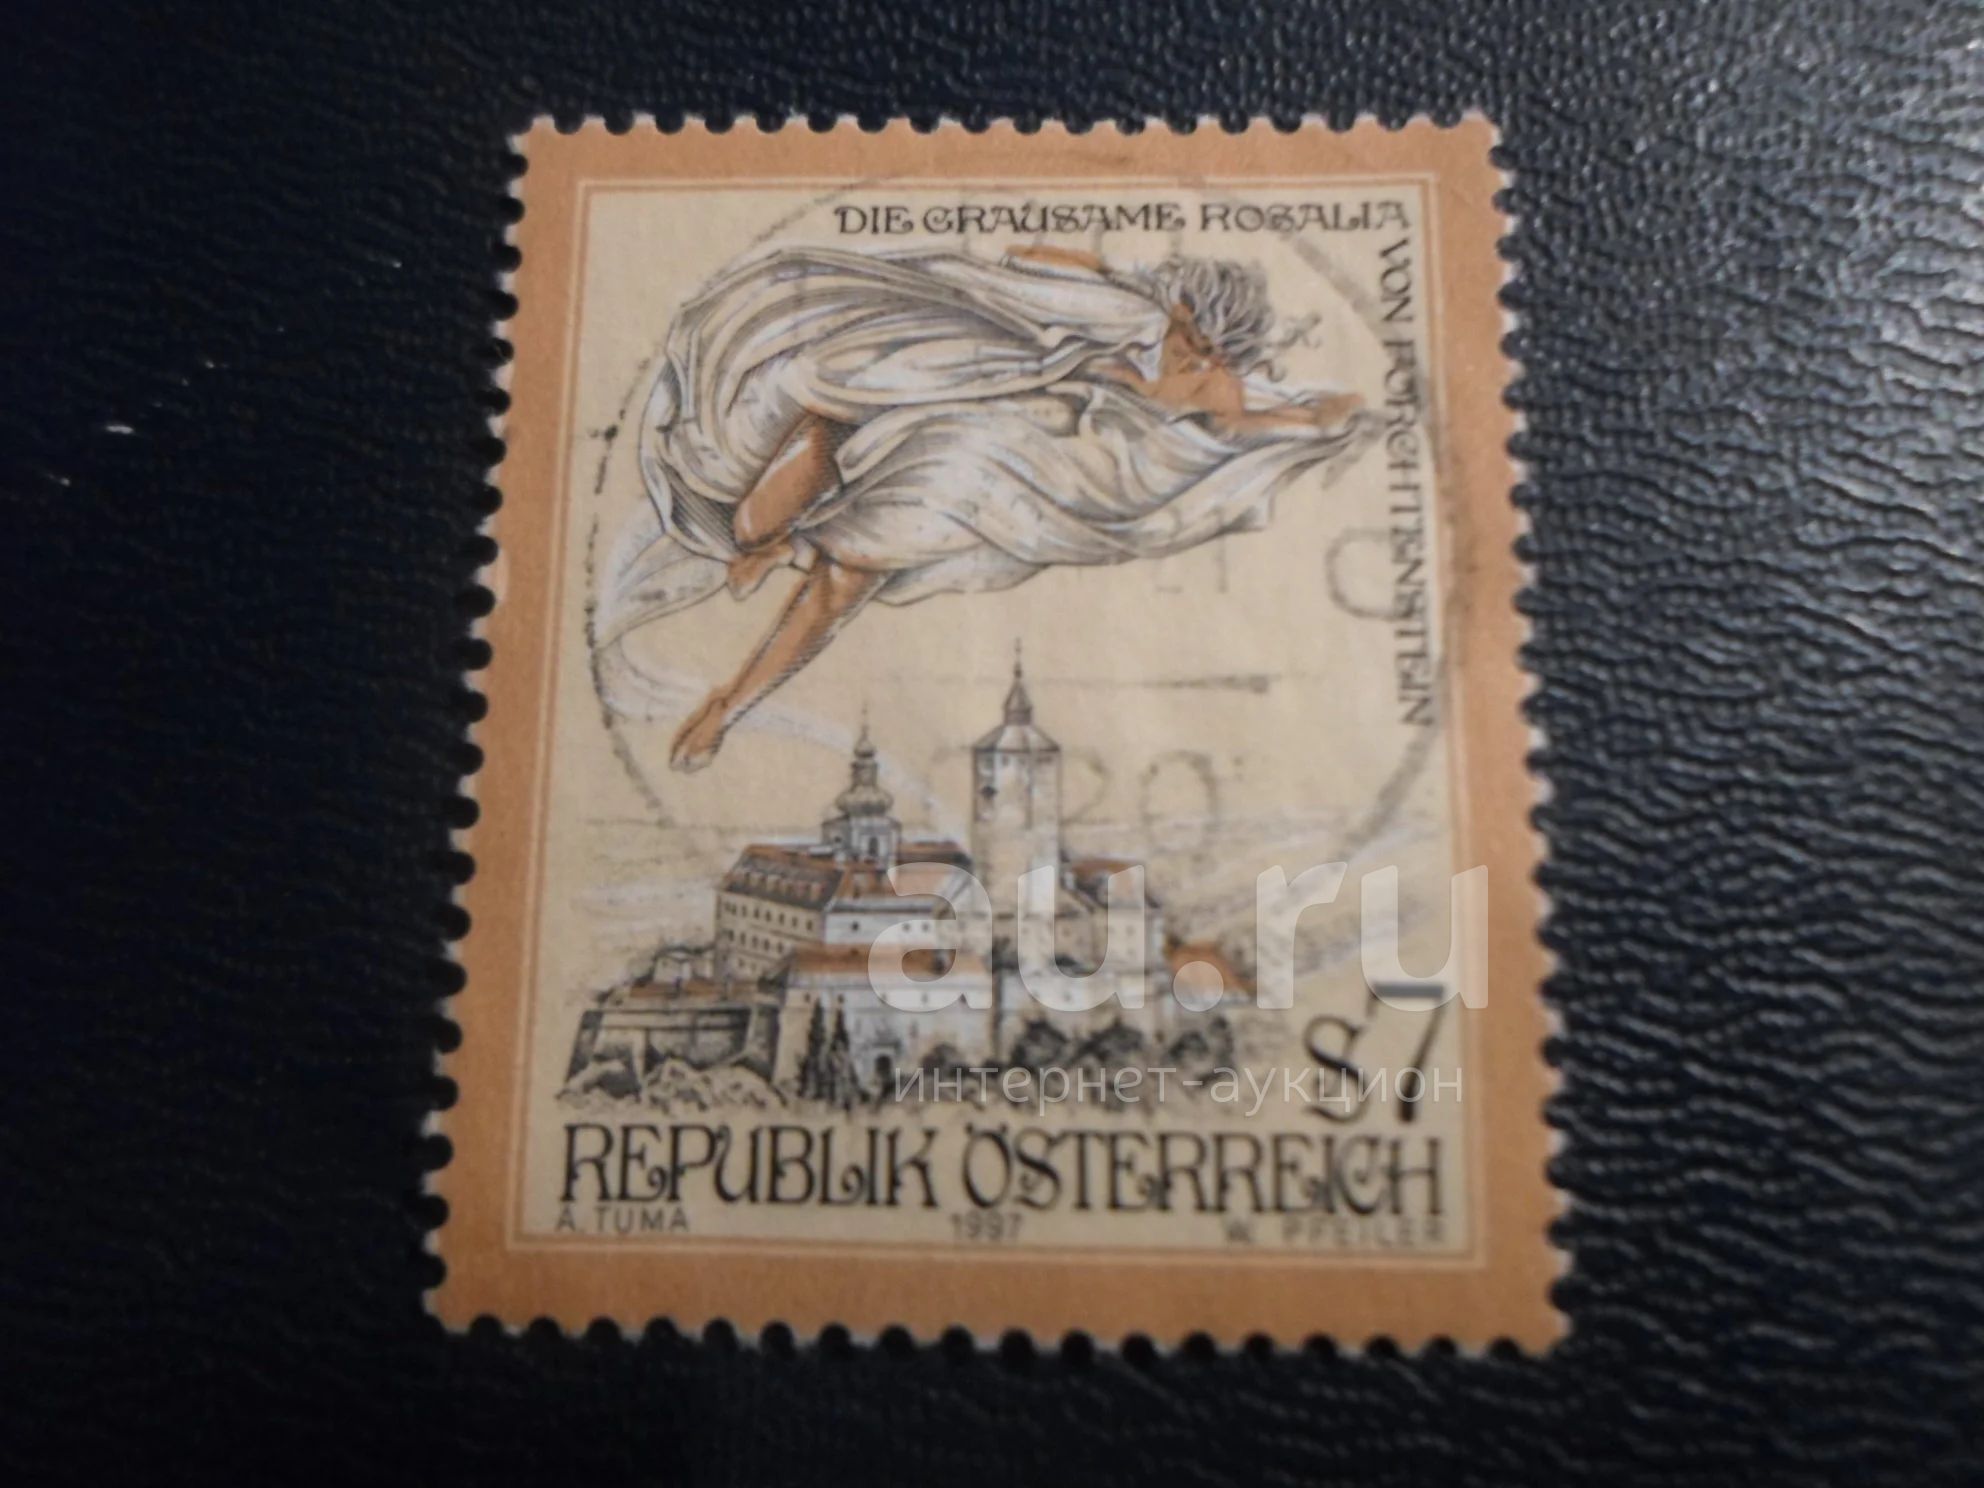 DIE GRAUSAME ROSALIA
VON FORCHTENSTEIN
au.ru
интернет-аукцион
S7
REPUBLIK ÖSTERREICH
A. TUMA 1997 W. PFEILER